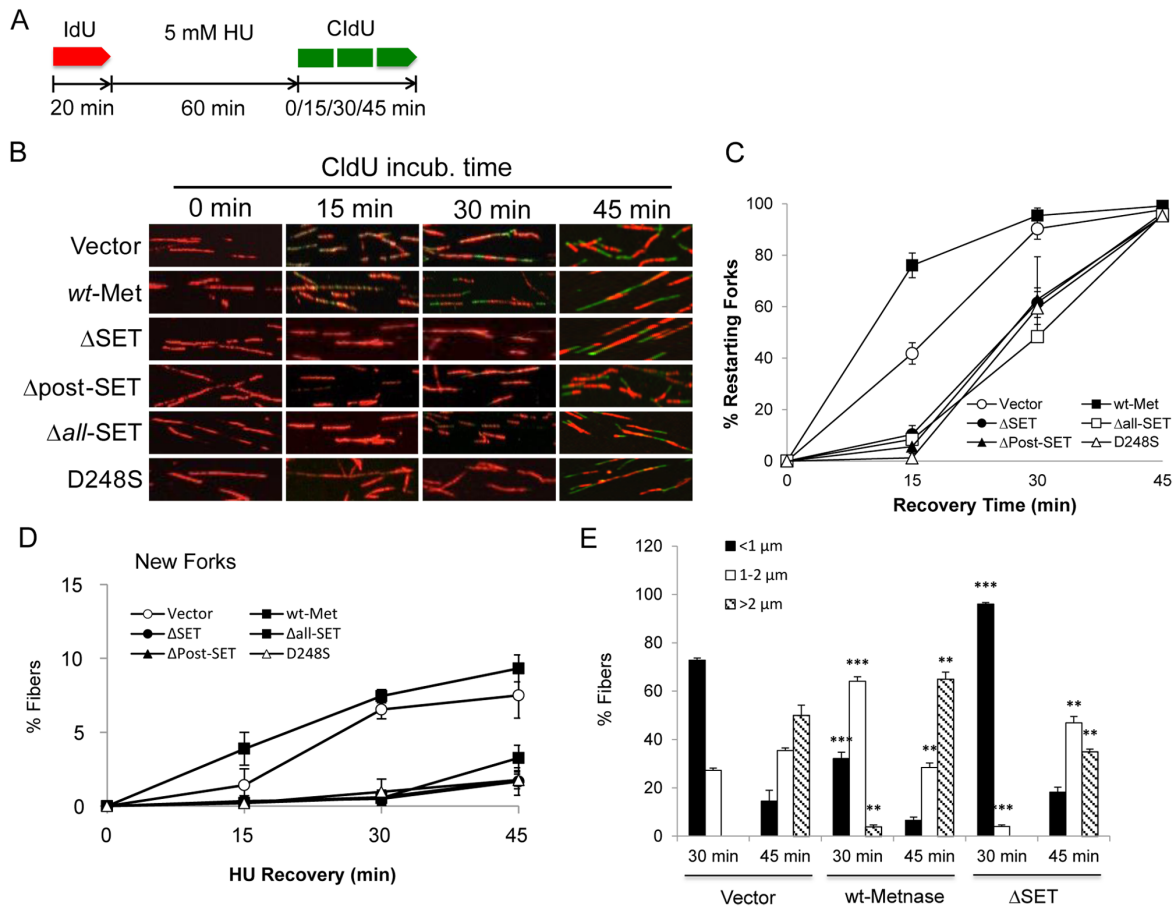 A
IdU
5 mM HU
CldU
20 min
60 min
0/15/30/45 min
B
CldU incub. time
0 min
15 min
30 min
45 min
Vector
wt-Met
ΔSET
Δpost-SET
Δall-SET
D248S
C
% Restarting Forks
100
80
60
40
20
0
Vector
wt-Met
ΔSET
Δall-SET
ΔPost-SET
D248S
0
15
30
45
Recovery Time (min)
D
New Forks
% Fibers
15
10
5
0
Vector
wt-Met
ΔSET
Δall-SET
ΔPost-SET
D248S
0
15
30
45
HU Recovery (min)
E
<1 µm
1-2 µm
>2 µm
% Fibers
120
100
80
60
40
20
0
***
***
**
**
**
***
***
**
**
30 min
45 min
30 min
45 min
30 min
45 min
Vector
wt-Metnase
ΔSET